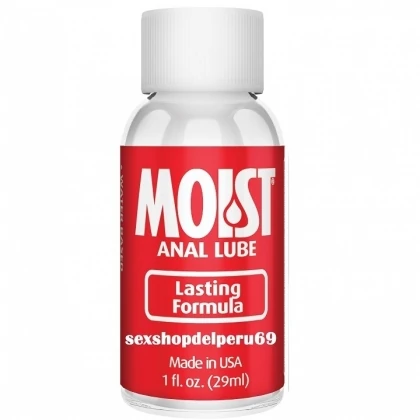 MOIST®
ANAL LUBE
Lasting
Formula
sexshopdelperu69
Made in USA
1 fl. oz. (29ml)